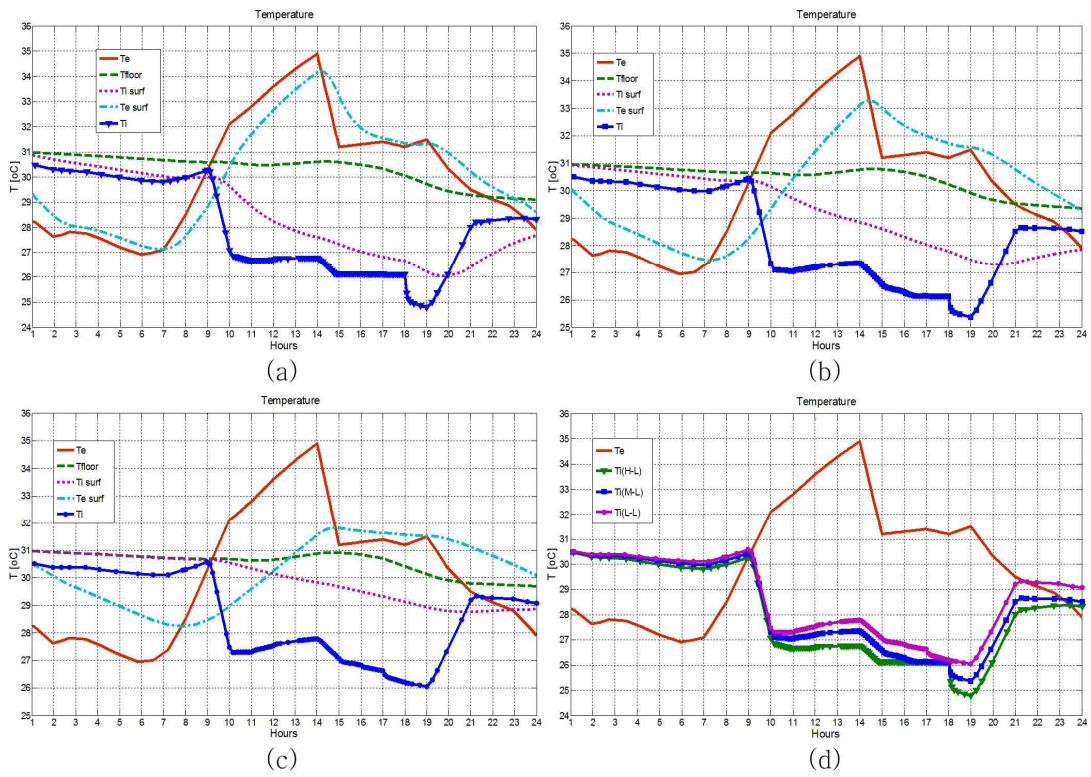 Temperature
T [oC]
36
35
34
33
32
31
30
29
28
27
26
25
24
Te
Tfloor
Ti surf
Te surf
Ti
1 2 3 4 5 6 7 8 9 10 11 12 13 14 15 16 17 18 19 20 21 22 23 24
Hours
(a)
Temperature
T [oC]
36
35
34
33
32
31
30
29
28
27
26
25
Te
Tfloor
Ti surf
Te surf
Ti
1 2 3 4 5 6 7 8 9 10 11 12 13 14 15 16 17 18 19 20 21 22 23 24
Hours
(b)
Temperature
T [oC]
36
35
34
33
32
31
30
29
28
27
26
25
Te
Tfloor
Ti surf
Te surf
Ti
1 2 3 4 5 6 7 8 9 10 11 12 13 14 15 16 17 18 19 20 21 22 23 24
Hours
(c)
Temperature
T [oC]
36
35
34
33
32
31
30
29
28
27
26
25
24
Te
Ti(H-L)
Ti(M-L)
Ti(L-L)
1 2 3 4 5 6 7 8 9 10 11 12 13 14 15 16 17 18 19 20 21 22 23 24
Hours
(d)